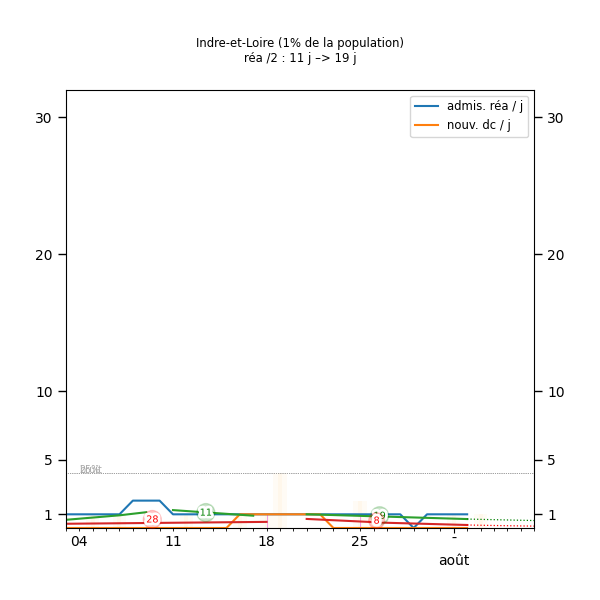 Indre-et-Loire (1% de la population)
réa /2 : 11 j –> 19 j
admis. réa / j
nouv. dc / j
30 30
20 20
10 10
5 5
1 1
28 11 19 8
04 11 18 25 -
août